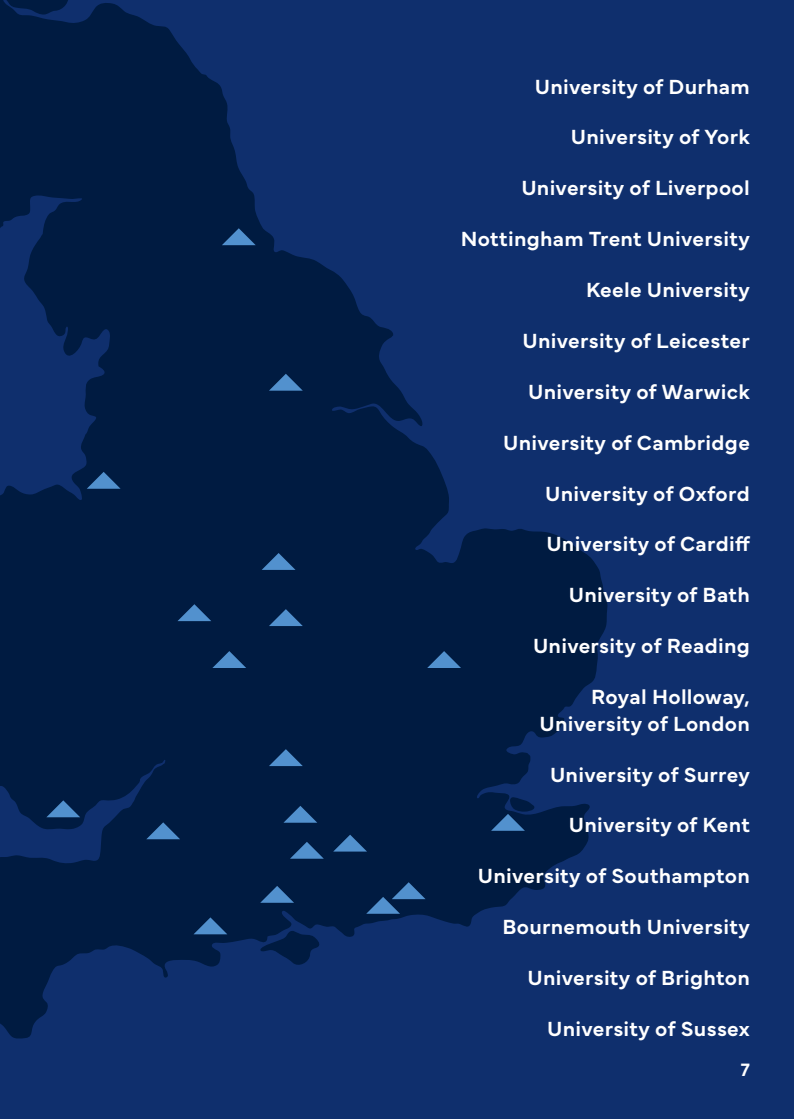 University of Durham
University of York
University of Liverpool
Nottingham Trent University
Keele University
University of Leicester
University of Warwick
University of Cambridge
University of Oxford
University of Cardiff
University of Bath
University of Reading
Royal Holloway,
University of London
University of Surrey
University of Kent
University of Southampton
Bournemouth University
University of Brighton
University of Sussex
7